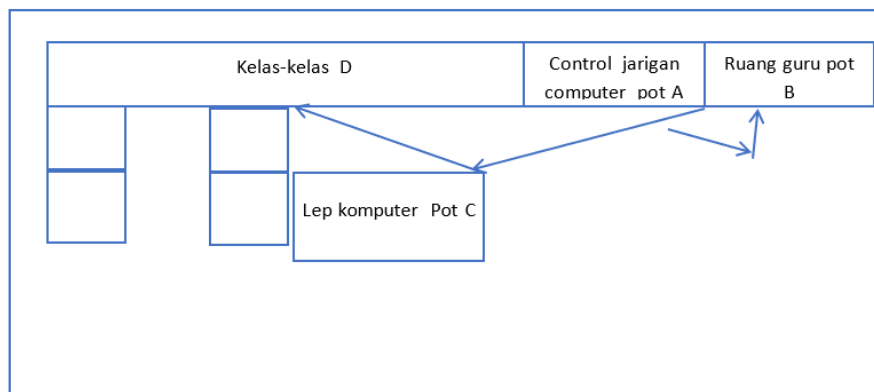 Kelas-kelas D
Control jarigan
computer pot A
Ruang guru pot
B
Lep komputer Pot C